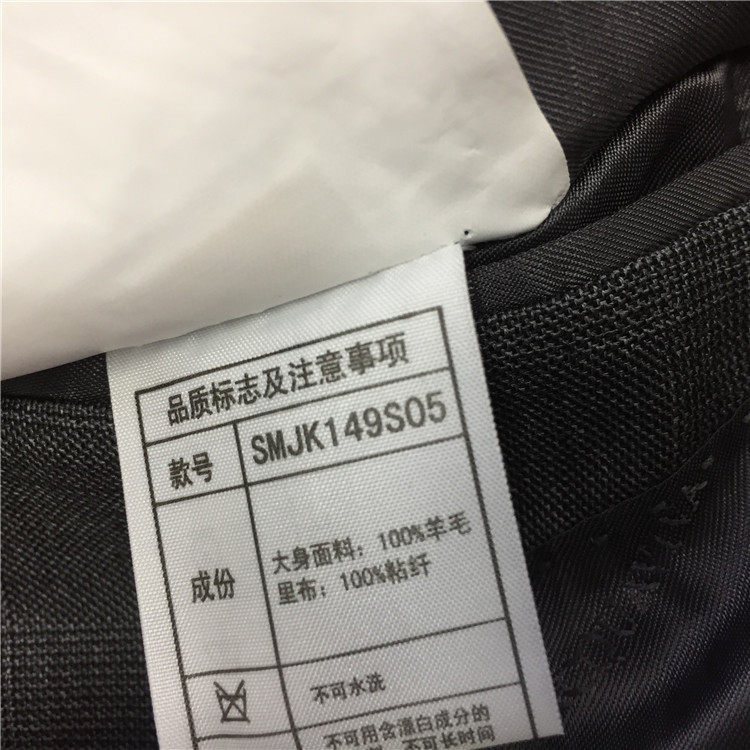 品质标志及注意事项
款号 SMJK149S05
成份 大身面料：100%羊毛
里布：100%粘纤
不可水洗
不可用含漂白成分的
不可长时间